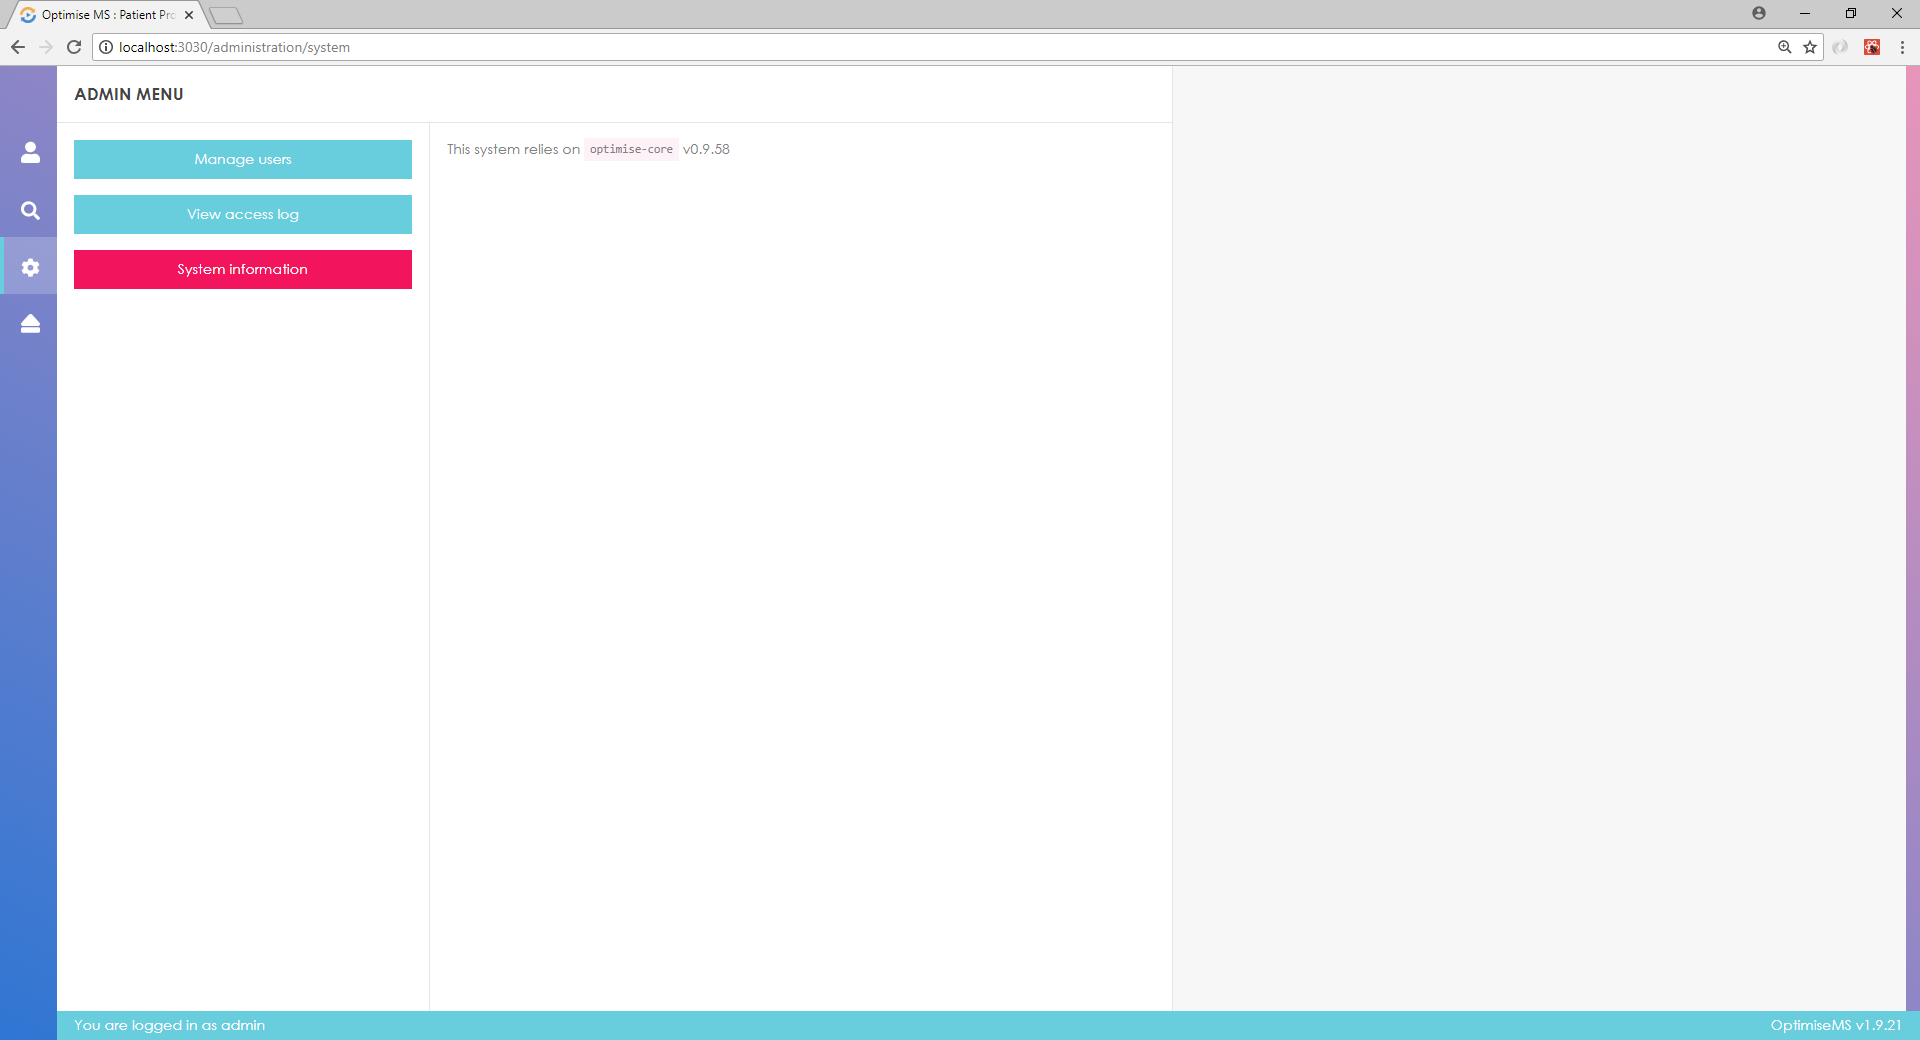 Optimise MS : Patient Pro
localhost:3030/administration/system
ADMIN MENU
Manage users
View access log
System information
This system relies on optimise-core v0.9.58
You are logged in as admin
OptimiseMS v1.9.21